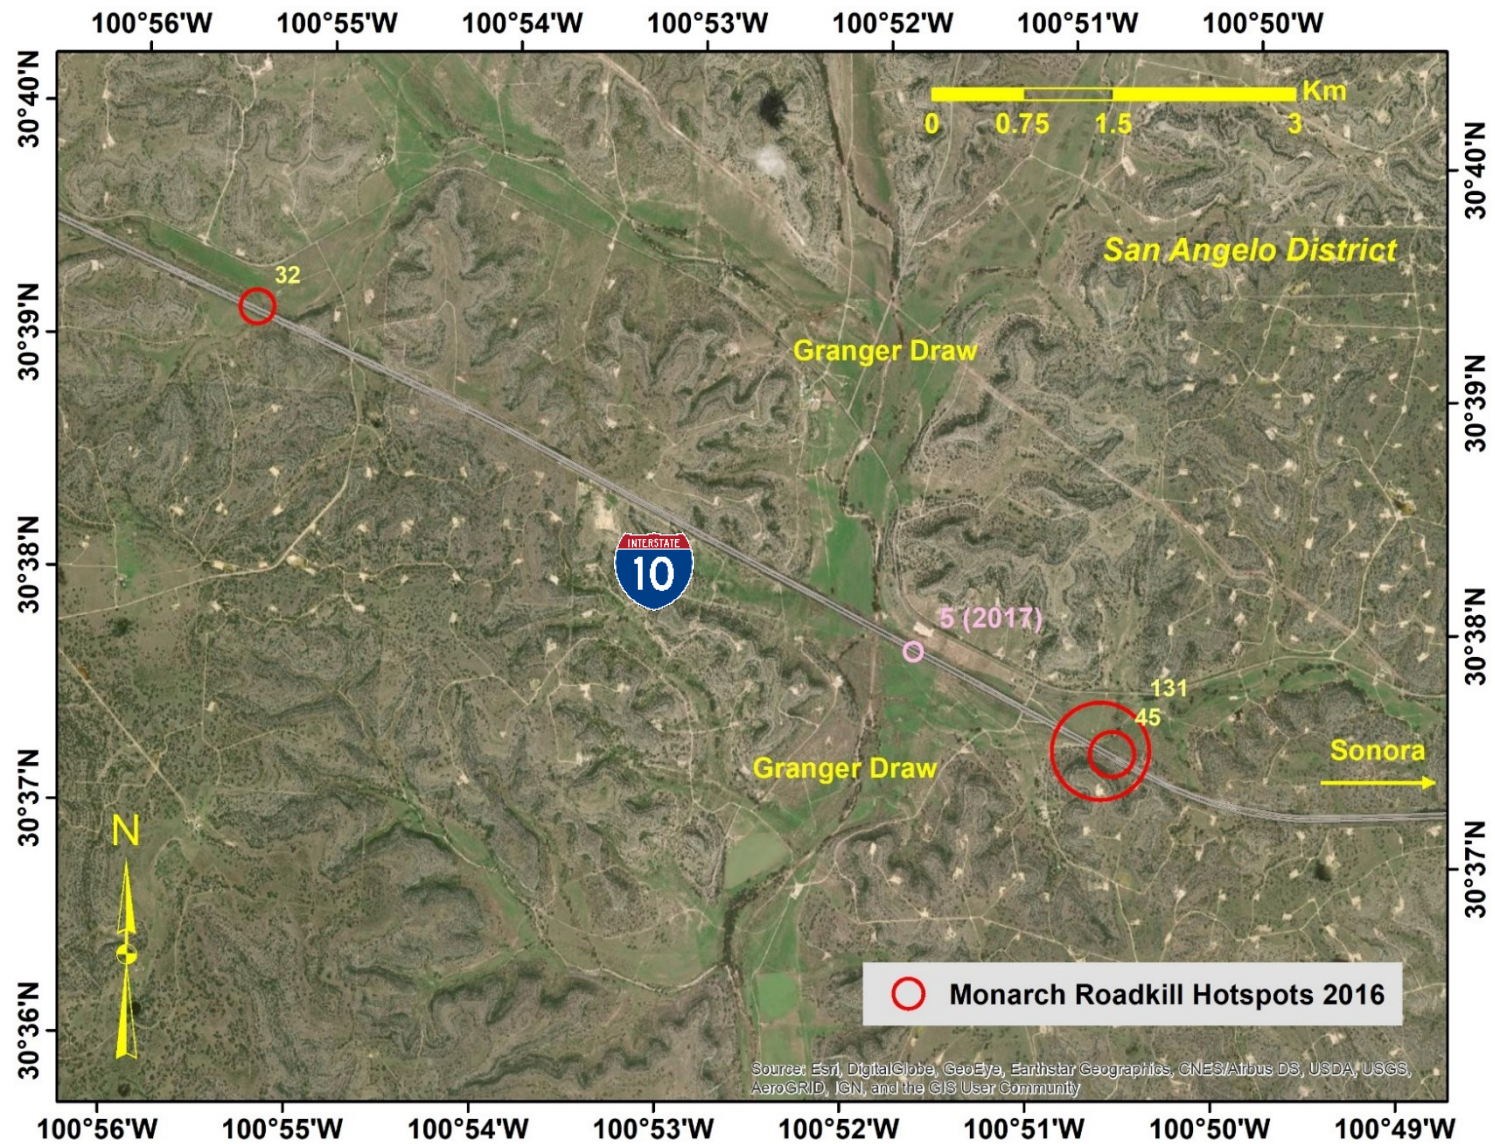 100°56'W 100°55'W 100°54'W 100°53'W 100°52'W 100°51'W 100°50'W
30°40'N
30°39'N
30°38'N
30°37'N
30°36'N
Km
0 0.75 1.5 3
San Angelo District
32
Granger Draw
INTERSTATE
10
5 (2017)
131
45
Granger Draw
Sonora
N
Monarch Roadkill Hotspots 2016
Source: Esri, DigitalGlobe, GeoEye, Earthstar Geographics, CNES/Airbus DS, USDA, USGS,
AeroGRID, IGN, and the GIS User Community
30°40'N
30°39'N
30°38'N
30°37'N
100°56'W 100°55'W 100°54'W 100°53'W 100°52'W 100°51'W 100°50'W 100°49'W